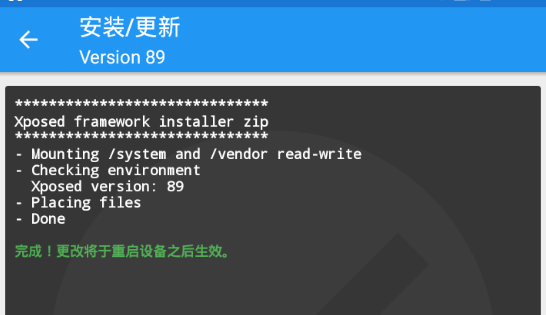 安装/更新
Version 89
******************************
Xposed framework installer zip
******************************
- Mounting /system and /vendor read-write
- Checking environment
  Xposed version: 89
- Placing files
- Done
完成！更改将于重启设备之后生效。